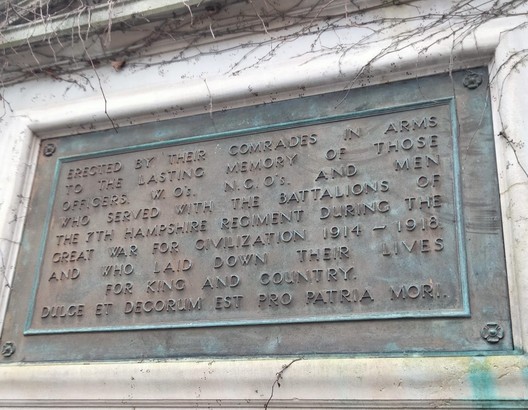 ERECTED BY THEIR COMRADES IN ARMS
TO THE LASTING MEMORY OF THOSE
OFFICERS. W.O's. N.C.O's. AND MEN
WHO SERVED WITH THE BATTALIONS OF
THE 7TH HAMPSHIRE REGIMENT DURING THE
GREAT WAR FOR CIVILIZATION 1914 — 1918.
AND WHO LAID DOWN THEIR LIVES
FOR KING AND COUNTRY.
DULCE ET DECORUM EST PRO PATRIA MORI.